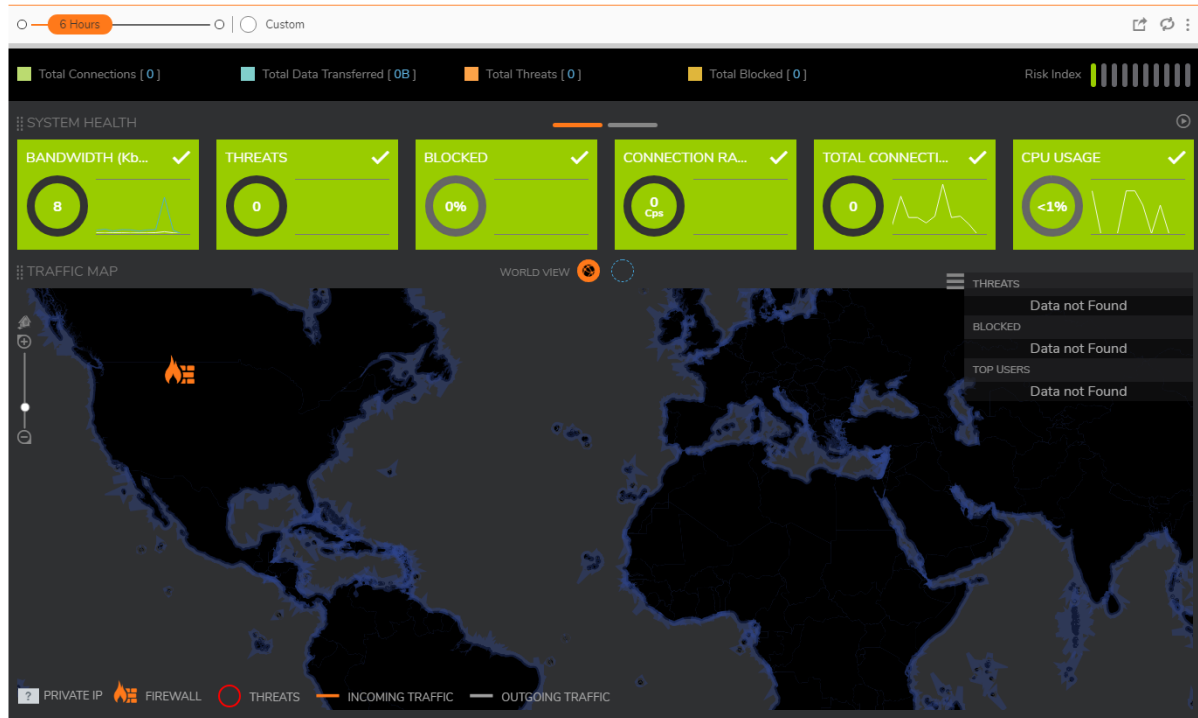 6 Hours Custom
Total Connections [ 0 ] Total Data Transferred [ 0B ] Total Threats [ 0 ] Total Blocked [ 0 ] Risk Index
SYSTEM HEALTH
BANDWIDTH (Kb... THREATS BLOCKED CONNECTION RA... TOTAL CONNECTI... CPU USAGE
8 0 0% 0 0 <1%
Cps
TRAFFIC MAP WORLD VIEW
THREATS
Data not Found
BLOCKED
Data not Found
TOP USERS
Data not Found
? PRIVATE IP FIREWALL THREATS INCOMING TRAFFIC OUTGOING TRAFFIC